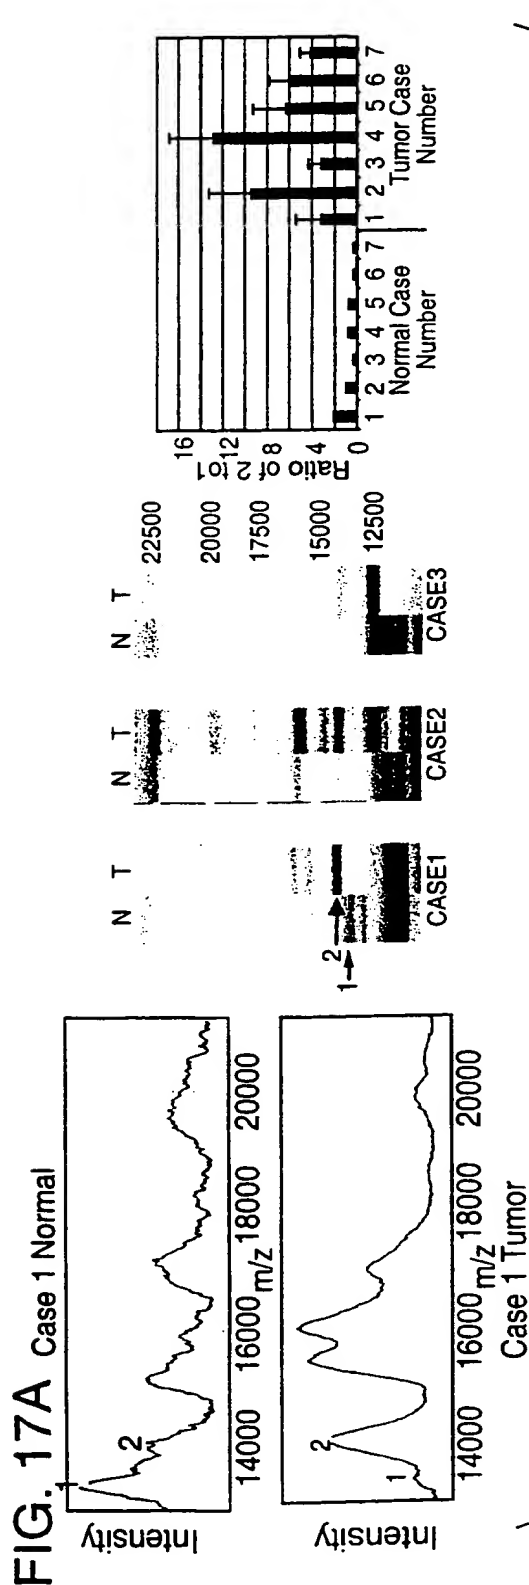 FIG. 17A
Case 1 Normal
Intensity
1
2
14000 16000 18000 20000
m/z
Intensity
1
2
14000 16000 18000 20000
m/z
Case 1 Tumor
N T
1
2
CASE1
N T
CASE2
N T
CASE3
22500
20000
17500
15000
12500
Ratio of 2 to1
16
12
8
4
0
1 2 3 4 5 6 7
Normal Case
Number
1 2 3 4 5 6 7
Tumor Case
Number